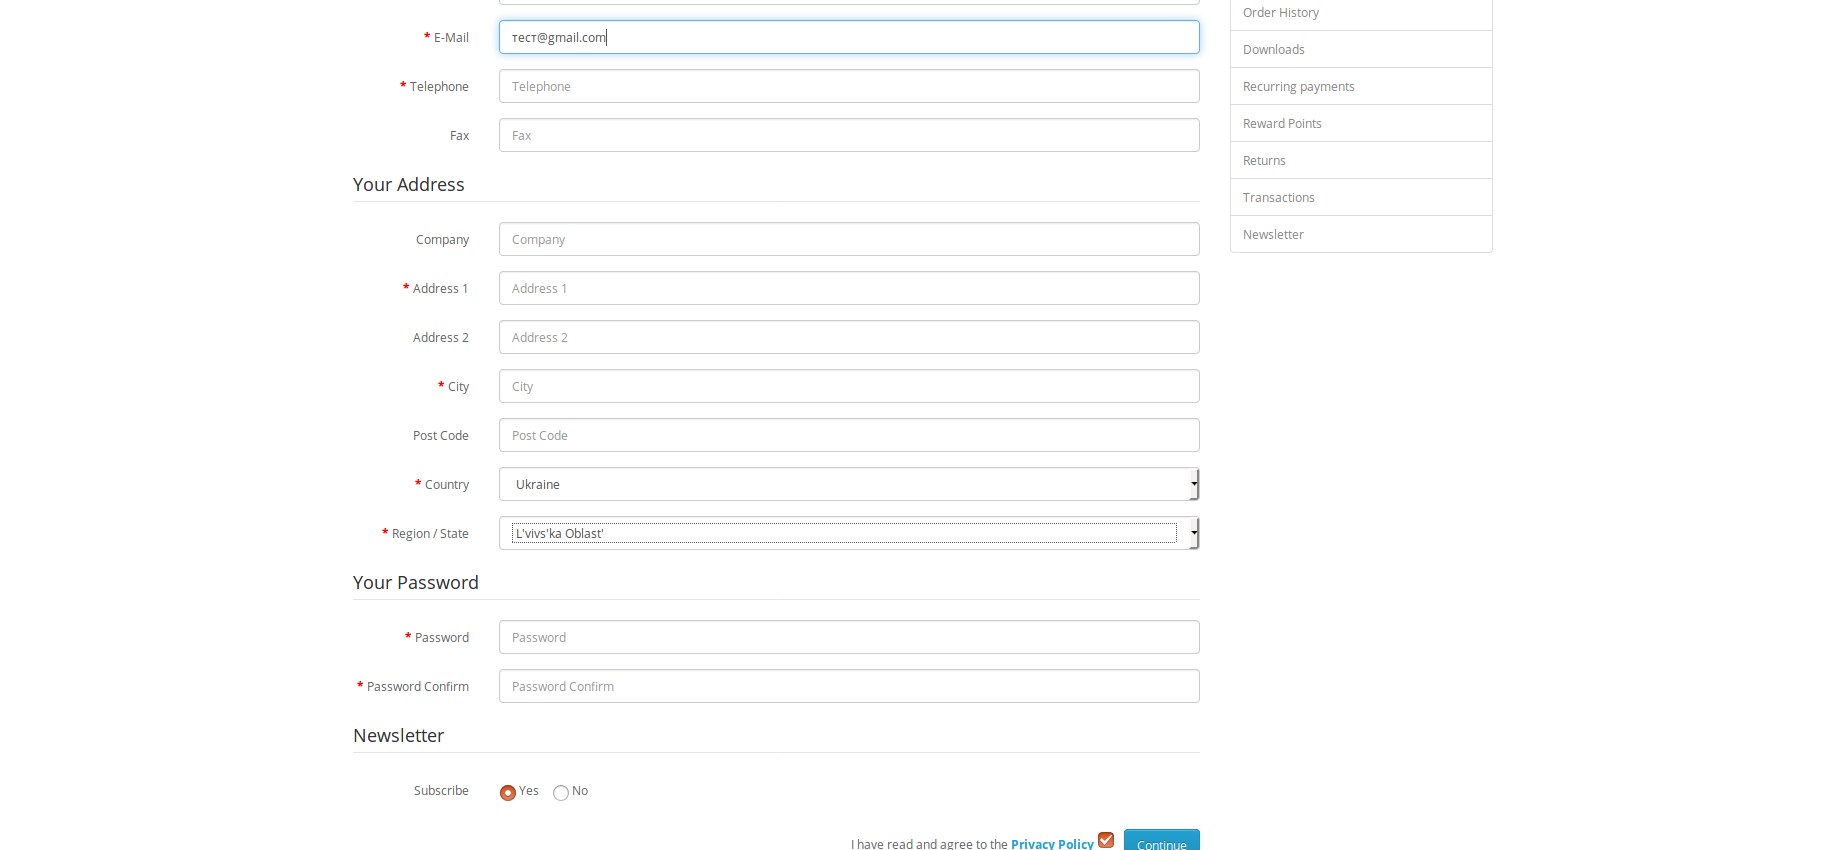 * E-Mail
тест@gmail.com
* Telephone
Telephone
Fax
Fax
Your Address
Company
Company
* Address 1
Address 1
Address 2
Address 2
* City
City
Post Code
Post Code
* Country
Ukraine
* Region / State
L'vivs'ka Oblast'
Your Password
* Password
Password
* Password Confirm
Password Confirm
Newsletter
Subscribe
Yes No
I have read and agree to the Privacy Policy
Continue
Order History
Downloads
Recurring payments
Reward Points
Returns
Transactions
Newsletter